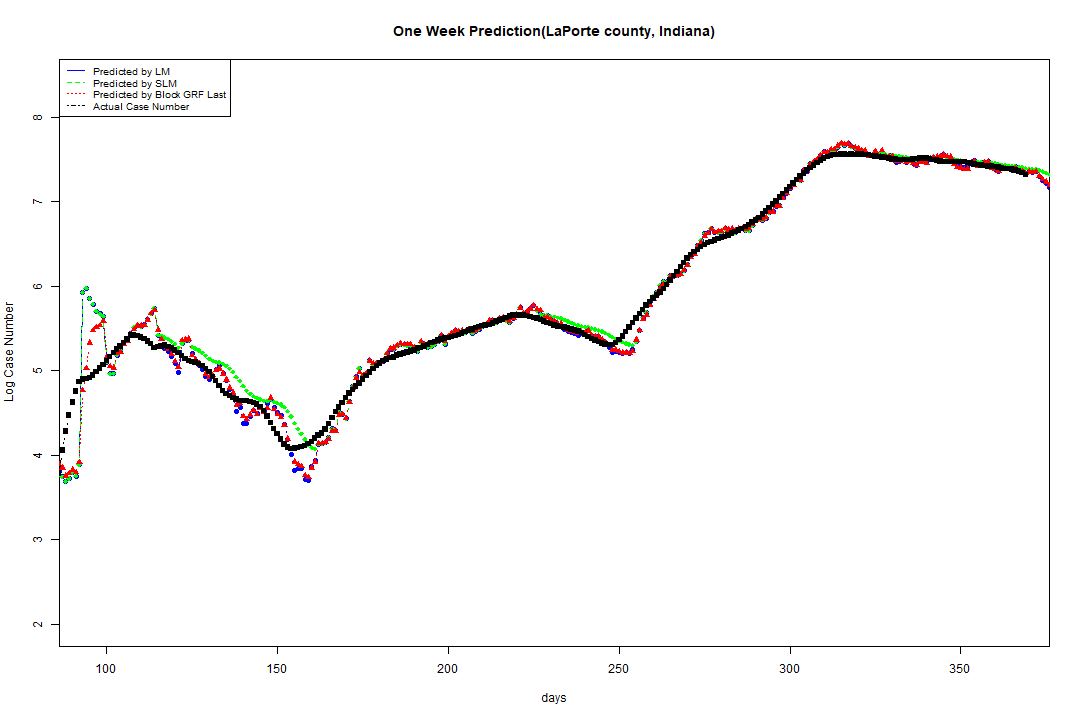 One Week Prediction(LaPorte county, Indiana)
Predicted by LM
Predicted by SLM
Predicted by Block GRF Last
Actual Case Number
Log Case Number
8
7
6
5
4
3
2
100 150 200 250 300 350
days